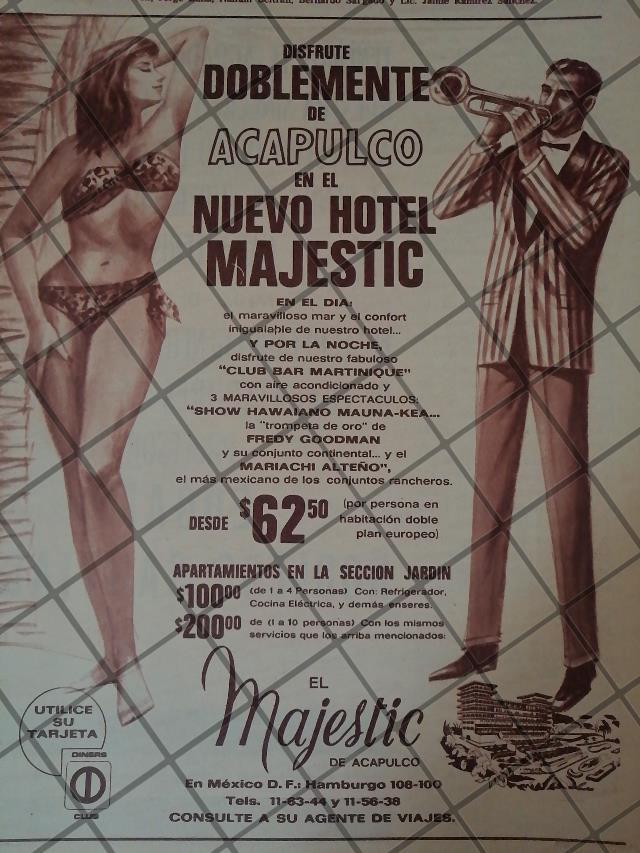 Bernardo Salgado y Lic. Jaime Ramírez Sánchez.
DISFRUTE
DOBLEMENTE
DE
ACAPULCO
EN EL
NUEVO HOTEL
MAJESTIC
EN EL DIA:
el maravilloso mar y el confort
inigualable de nuestro hotel...
Y POR LA NOCHE,
disfrute de nuestro fabuloso
"CLUB BAR MARTINIQUE"
con aire acondicionado y
3 MARAVILLOSOS ESPECTACULOS:
"SHOW HAWAIANO MAUNA-KEA...
la "trompeta de oro" de
FREDY GOODMAN
y su conjunto continental... y el
MARIACHI ALTEÑO",
el más mexicano de los conjuntos rancheros.
DESDE $62.50 (por persona en
habitación doble
plan europeo)
APARTAMIENTOS EN LA SECCION JARDIN
$100.00 (de 1 a 4 Personas) Con: Refrigerador,
Cocina Eléctrica, y demás enseres.
$200.00 de (1 a 10 personas) Con los mismos
servicios que los arriba mencionados:
EL
Majestic
DE ACAPULCO
UTILICE
SU
TARJETA
DINERS
CLUB
En México D. F.: Hamburgo 108-100
Tels. 11-63-44 y 11-56-38
CONSULTE A SU AGENTE DE VIAJES.